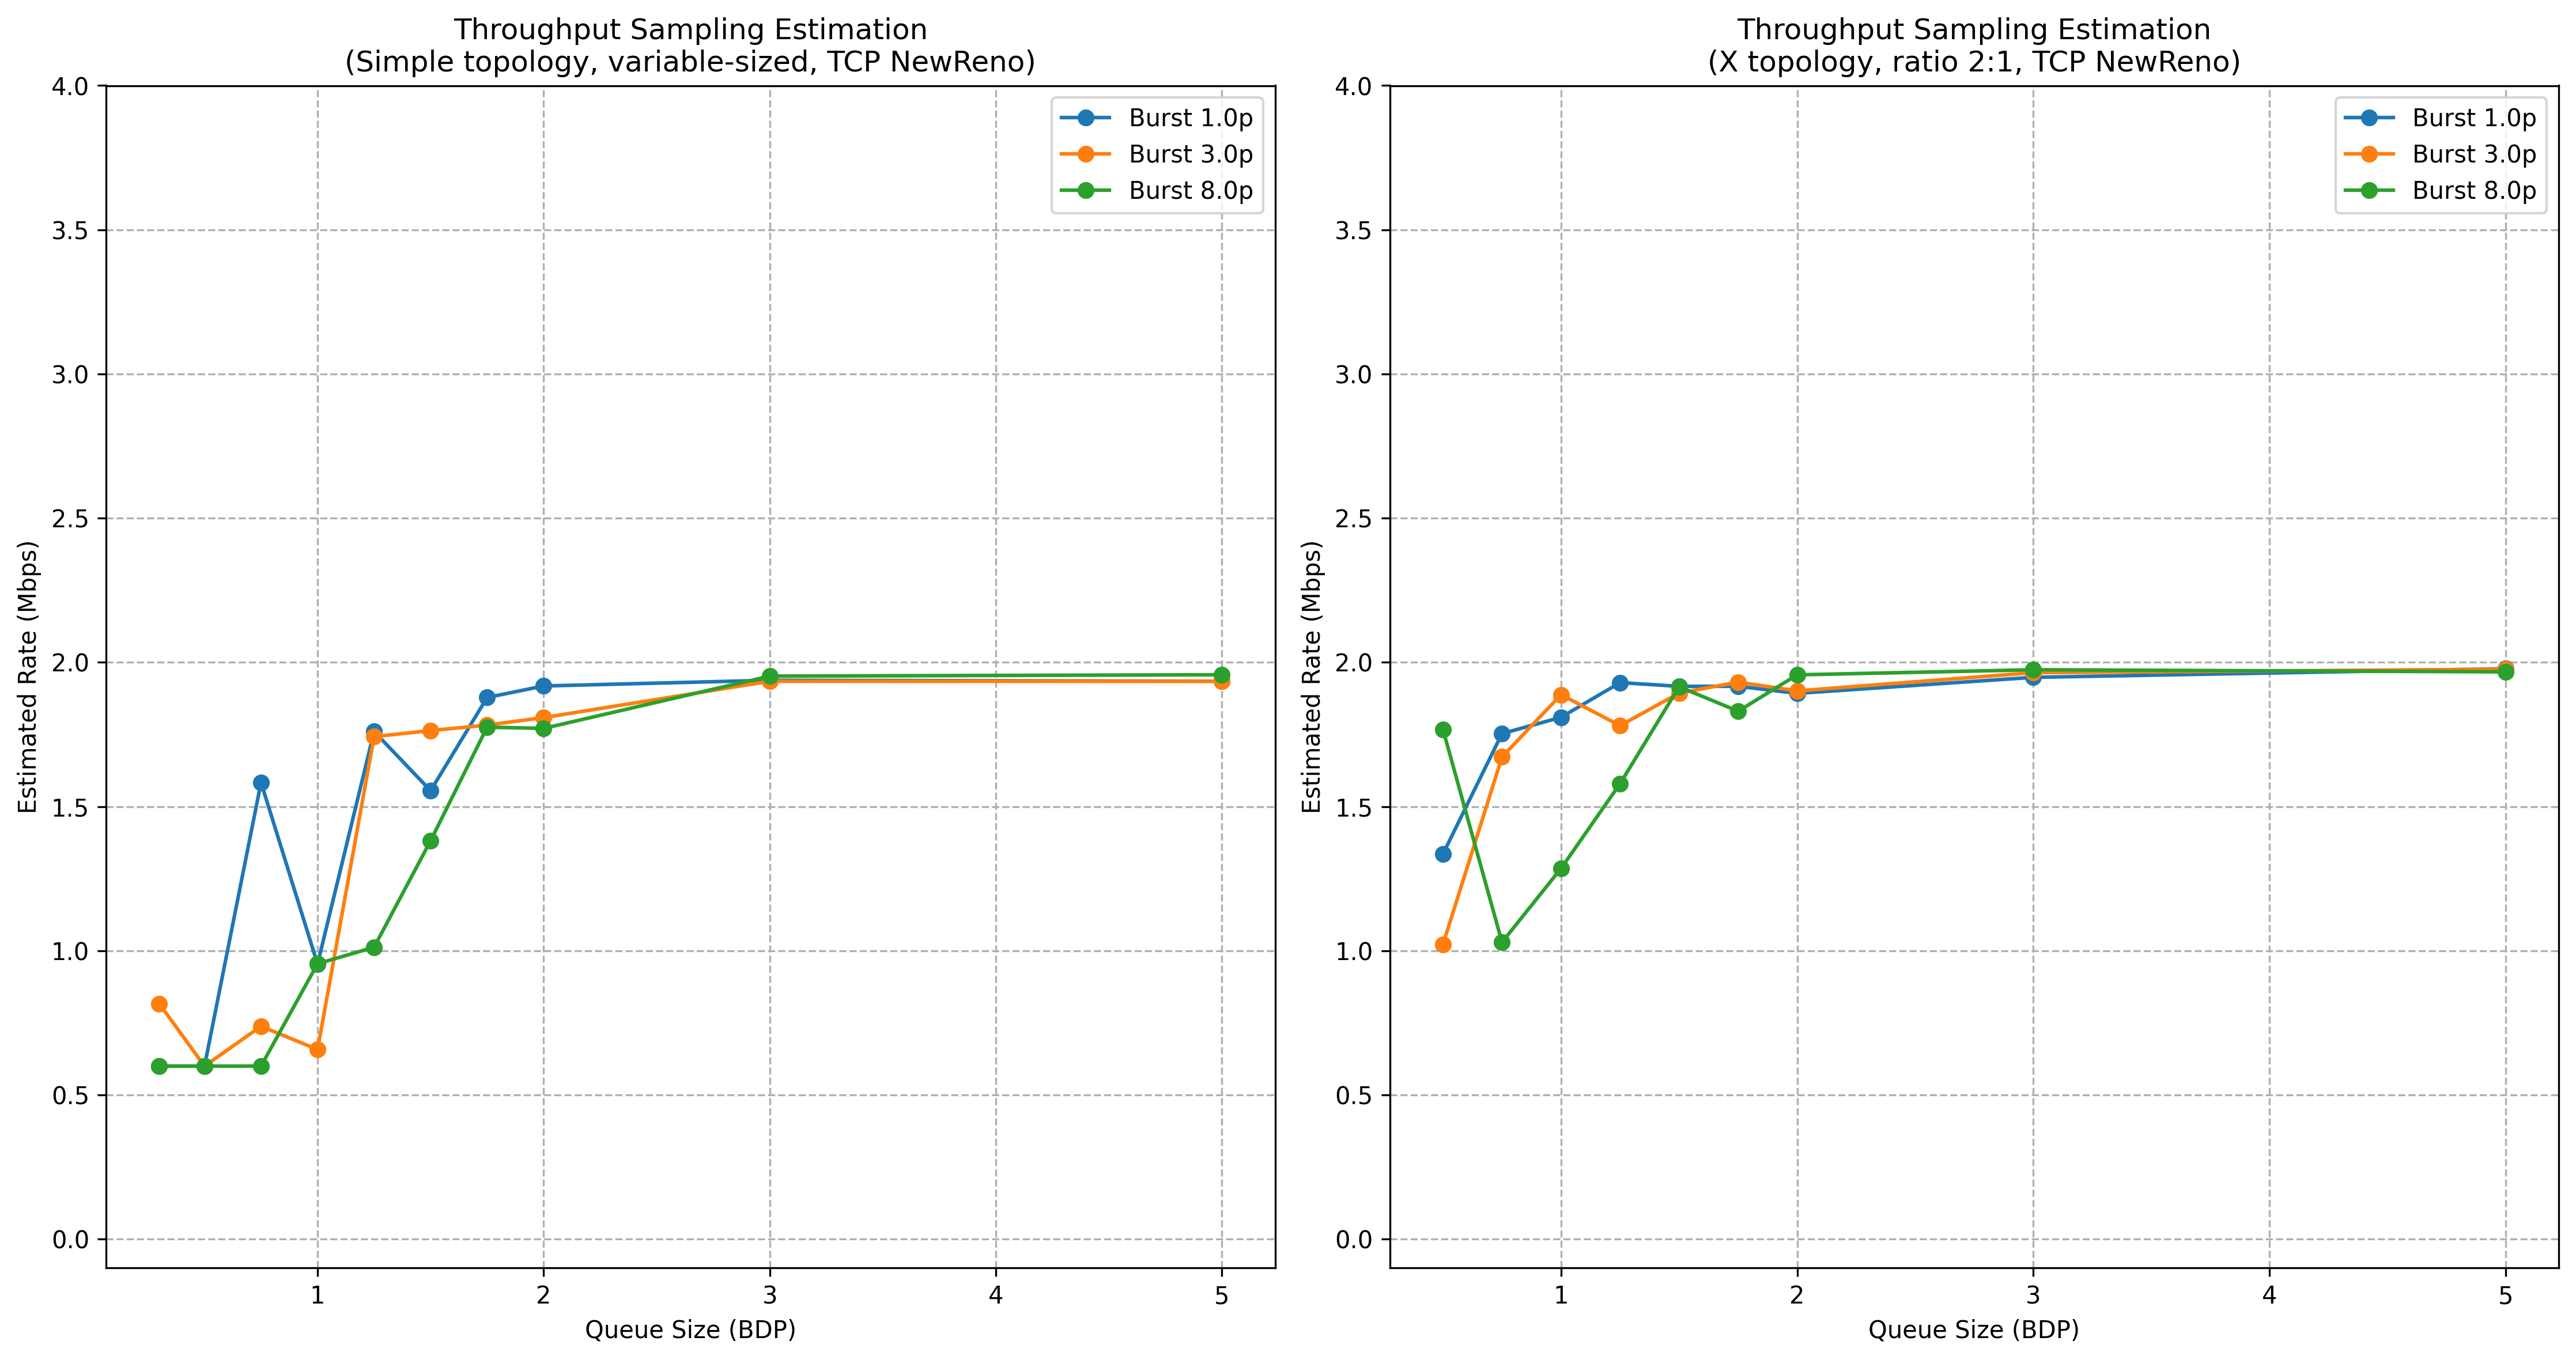 Throughput Sampling Estimation
(Simple topology, variable-sized, TCP NewReno)
4.0
3.5
3.0
2.5
2.0
1.5
1.0
0.5
0.0
Estimated Rate (Mbps)
Burst 1.0p
Burst 3.0p
Burst 8.0p
1 2 3 4 5
Queue Size (BDP)
Throughput Sampling Estimation
(X topology, ratio 2:1, TCP NewReno)
4.0
3.5
3.0
2.5
2.0
1.5
1.0
0.5
0.0
Estimated Rate (Mbps)
Burst 1.0p
Burst 3.0p
Burst 8.0p
1 2 3 4 5
Queue Size (BDP)